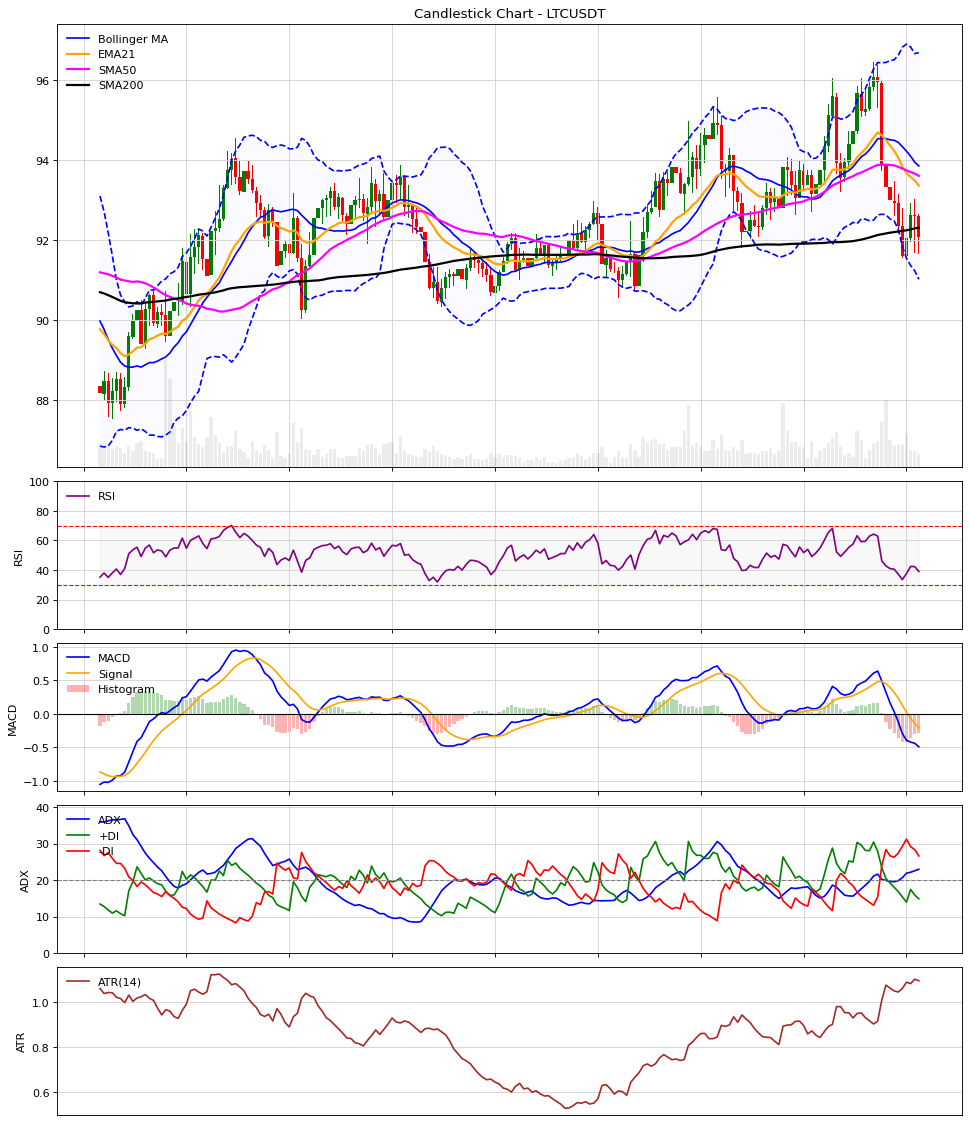 Candlestick Chart - LTCUSDT
Bollinger MA
EMA21
SMA50
SMA200
96
94
92
90
88
RSI
RSI
100
80
60
40
20
0
MACD
Signal
Histogram
MACD
1.0
0.5
0.0
−0.5
−1.0
ADX
+DI
-DI
ADX
40
30
20
10
0
ATR(14)
ATR
1.0
0.8
0.6